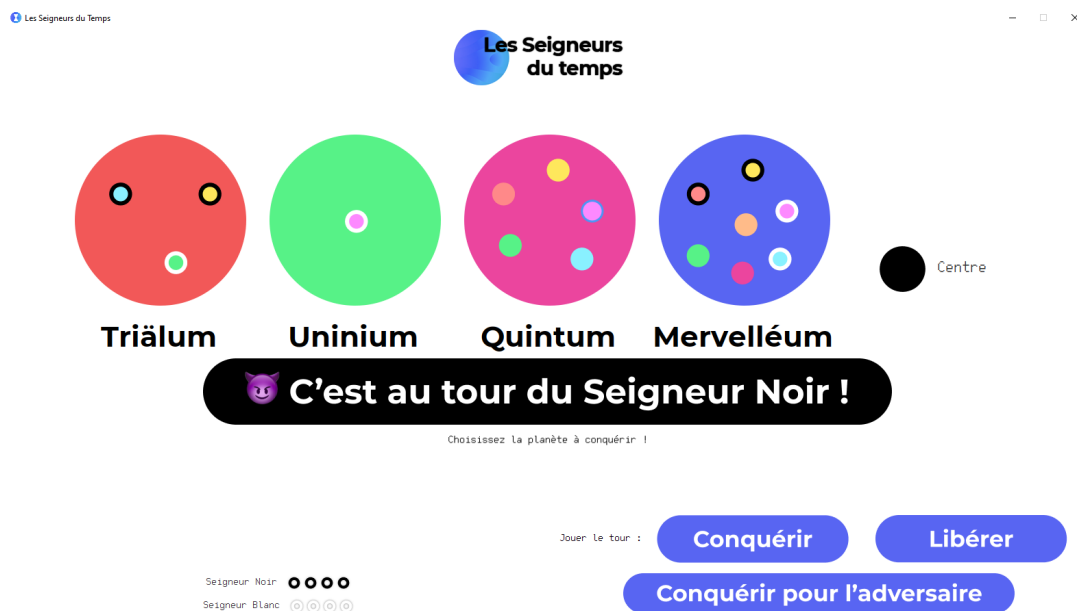 Les Seigneurs du Temps
Les Seigneurs
du temps
Centre
Triälum
Uninium
Quintum
Mervelléum
C’est au tour du Seigneur Noir !
Choisissez la planète à conquérir !
Jouer le tour :
Conquérir
Libérer
Conquérir pour l’adversaire
Seigneur Noir
Seigneur Blanc